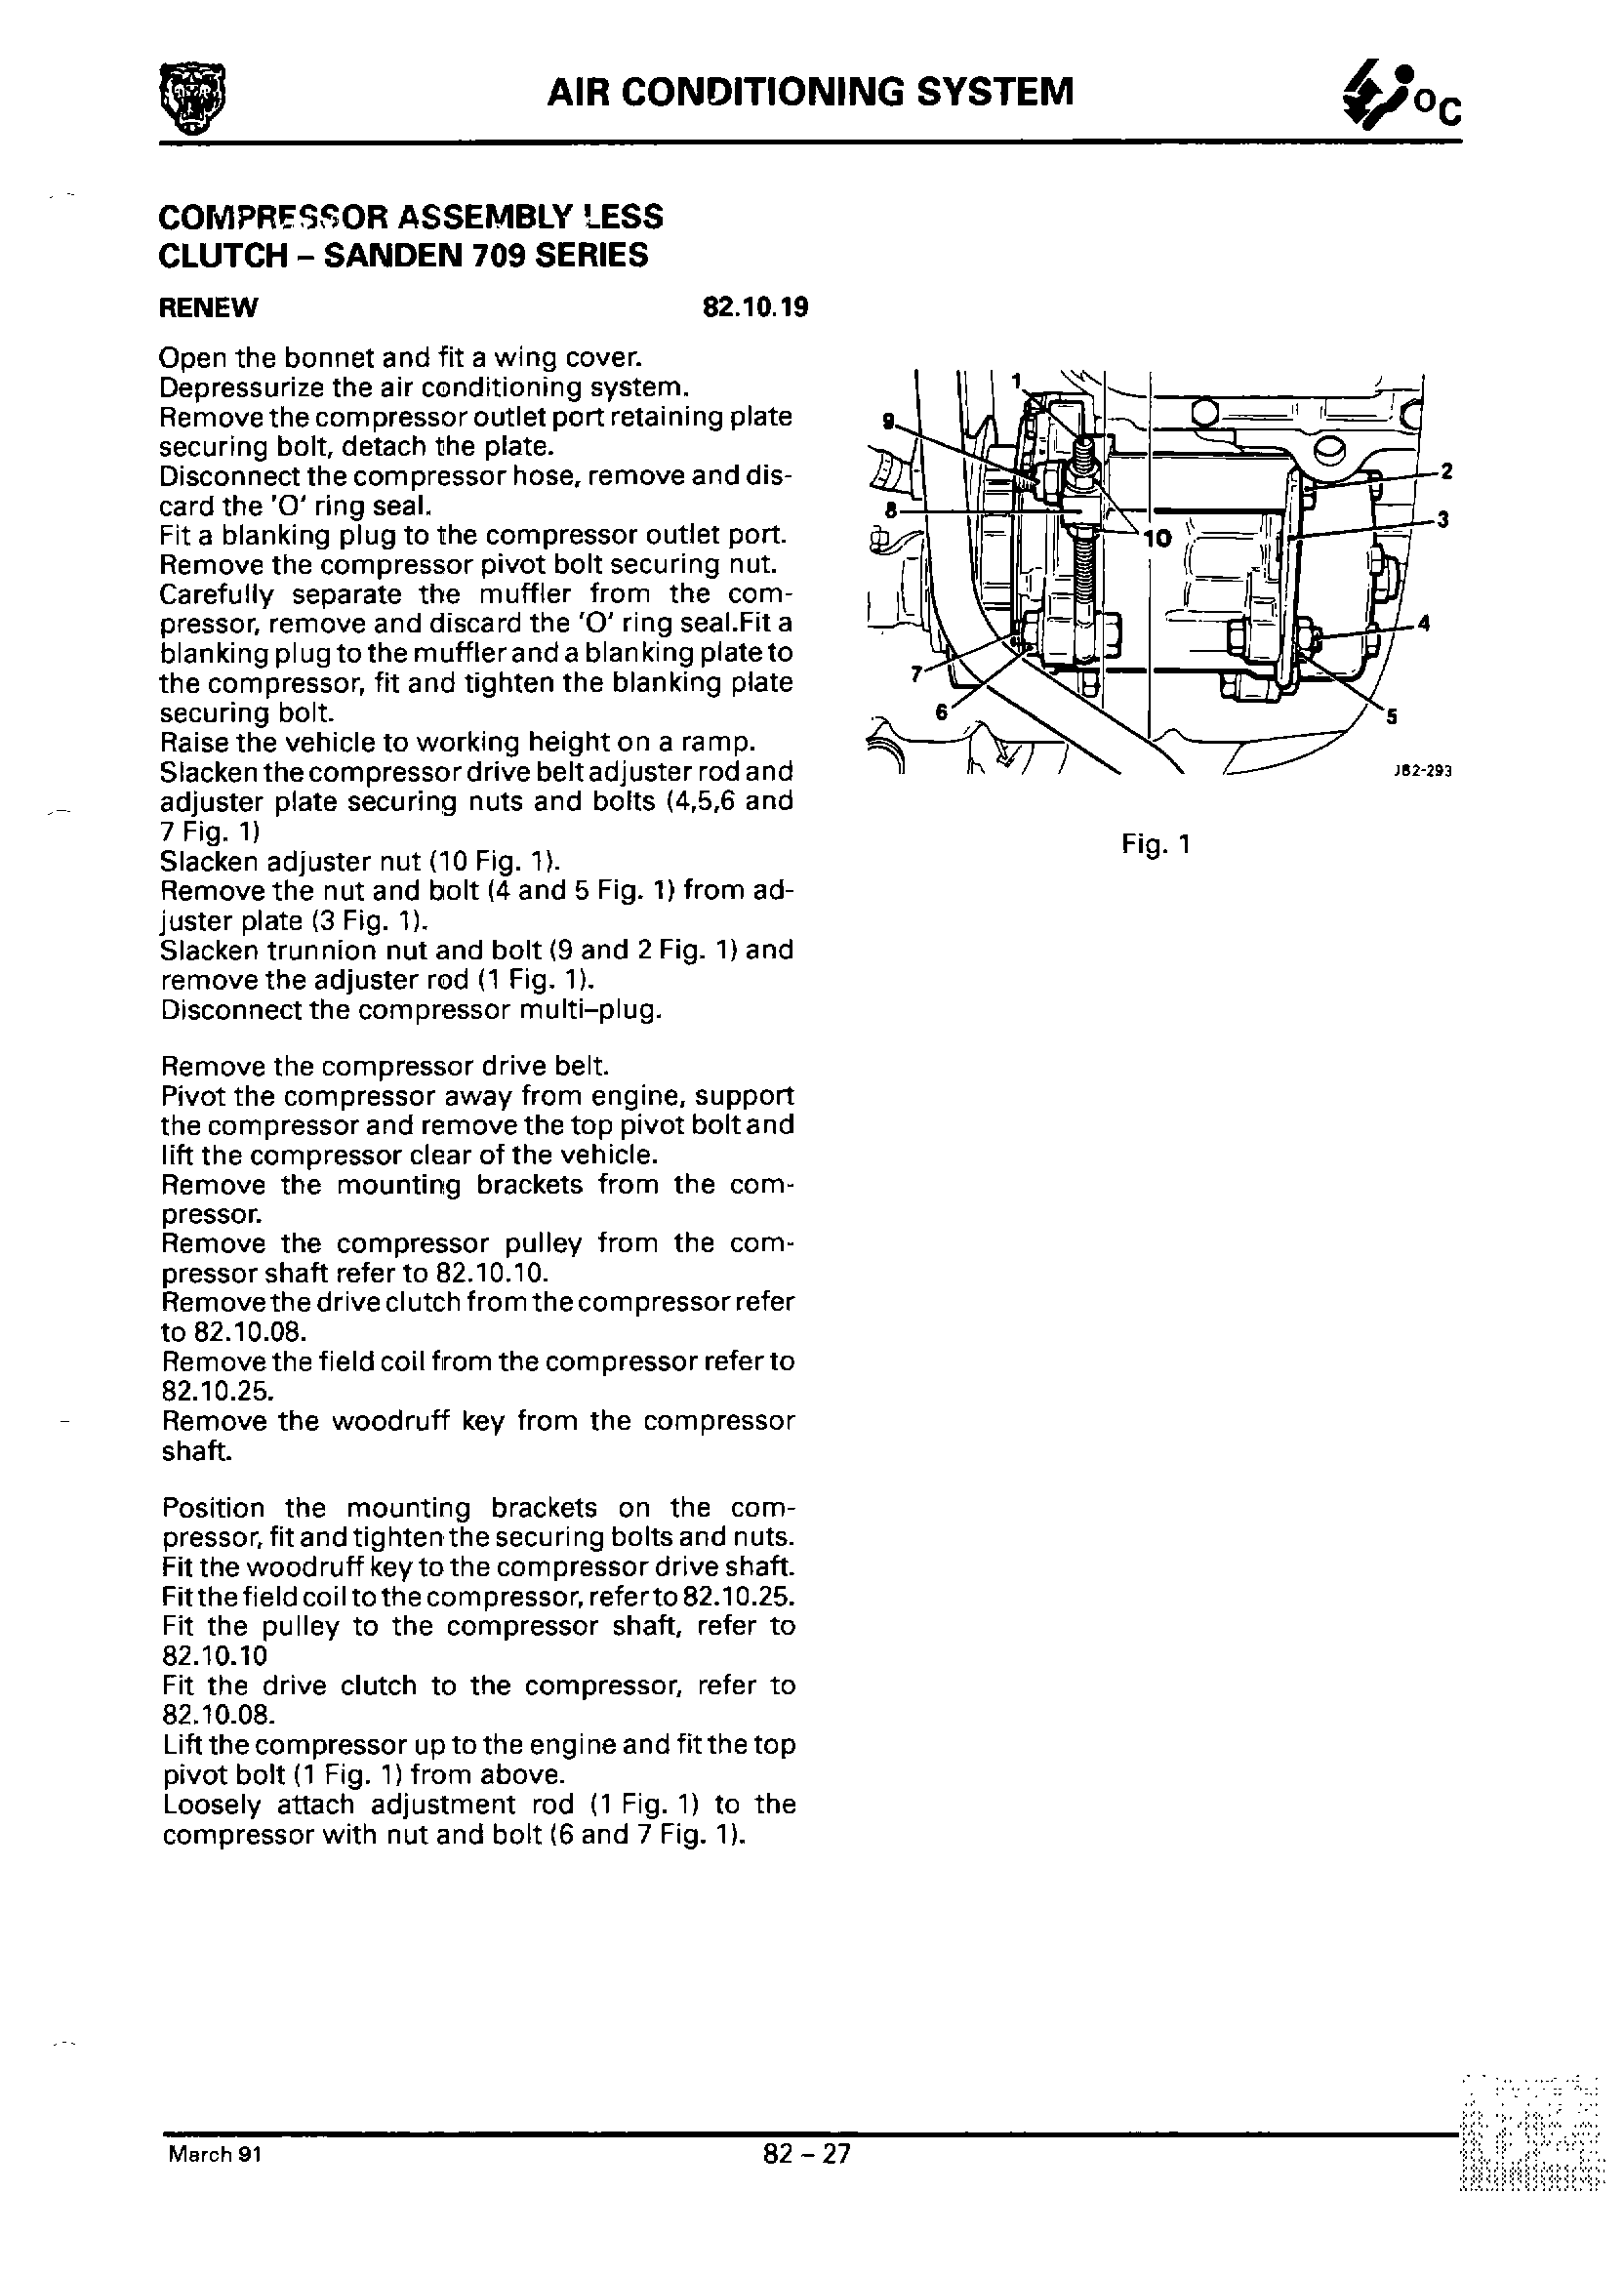 AIR CONDITIONING SYSTEM
oC
COMPRESSOR ASSEMBLY LESS
CLUTCH – SANDEN 709 SERIES
RENEW 82.10.19
Open the bonnet and fit a wing cover.
Depressurize the air conditioning system.
Remove the compressor outlet port retaining plate
securing bolt, detach the plate.
Disconnect the compressor hose, remove and dis-
card the 'O' ring seal.
Fit a blanking plug to the compressor outlet port.
Remove the compressor pivot bolt securing nut.
Carefully separate the muffler from the com-
pressor, remove and discard the 'O' ring seal.Fit a
blanking plug to the muffler and a blanking plate to
the compressor, fit and tighten the blanking plate
securing bolt.
Raise the vehicle to working height on a ramp.
Slacken the compressor drive belt adjuster rod and
adjuster plate securing nuts and bolts (4,5,6 and
7 Fig. 1)
Slacken adjuster nut (10 Fig. 1).
Remove the nut and bolt (4 and 5 Fig. 1) from ad-
juster plate (3 Fig. 1).
Slacken trunnion nut and bolt (9 and 2 Fig. 1) and
remove the adjuster rod (1 Fig. 1).
Disconnect the compressor multi–plug.
Remove the compressor drive belt.
Pivot the compressor away from engine, support
the compressor and remove the top pivot bolt and
lift the compressor clear of the vehicle.
Remove the mounting brackets from the com-
pressor.
Remove the compressor pulley from the com-
pressor shaft refer to 82.10.10.
Remove the drive clutch from the compressor refer
to 82.10.08.
Remove the field coil from the compressor refer to
82.10.25.
Remove the woodruff key from the compressor
shaft.
Position the mounting brackets on the com-
pressor, fit and tighten the securing bolts and nuts.
Fit the woodruff key to the compressor drive shaft.
Fit the field coil to the compressor, refer to 82.10.25.
Fit the pulley to the compressor shaft, refer to
82.10.10
Fit the drive clutch to the compressor, refer to
82.10.08.
Lift the compressor up to the engine and fit the top
pivot bolt (1 Fig. 1) from above.
Loosely attach adjustment rod (1 Fig. 1) to the
compressor with nut and bolt (6 and 7 Fig. 1).
1
9
2
8
3
10
4
7
6
5
J82-293
Fig. 1
March 91
82 – 27